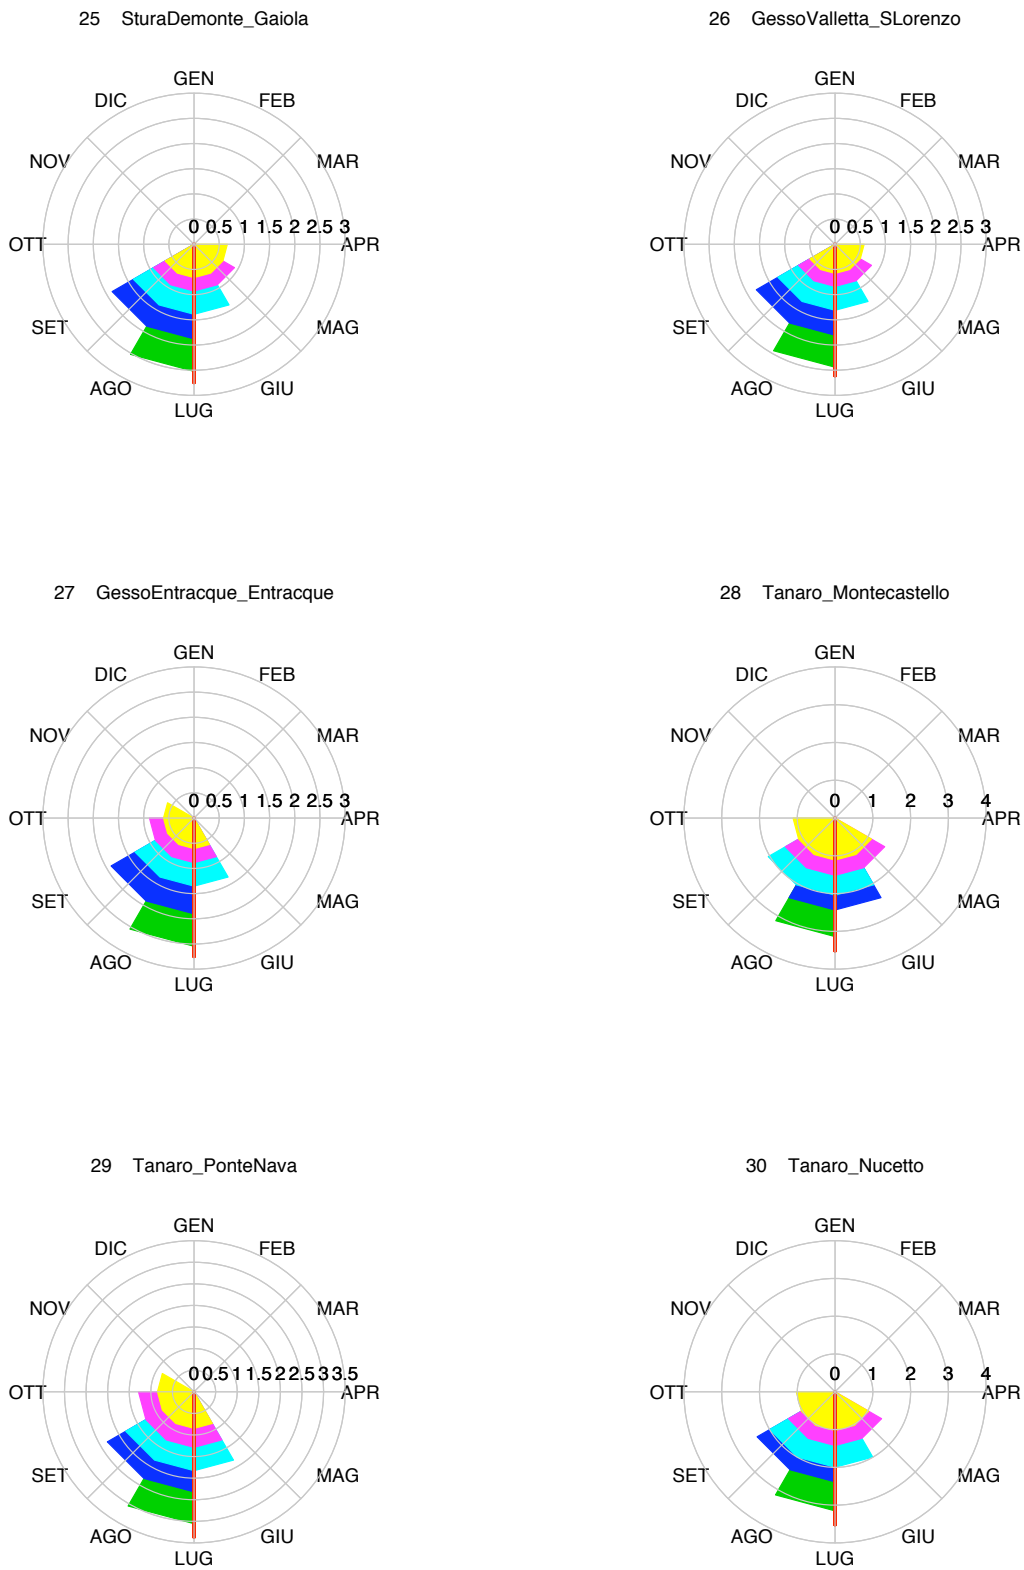 25 SturaDemonte_Gaiola
26 GessoValletta_SLorenzo
GEN
DIC FEB
NOV MAR
0 0.5 1 1.5 2 2.5 3
OTT APR
SET MAG
AGO GIU
LUG
GEN
DIC FEB
NOV MAR
0 0.5 1 1.5 2 2.5 3
OTT APR
SET MAG
AGO GIU
LUG
27 GessoEntracque_Entracque
28 Tanaro_Montecastello
GEN
DIC FEB
NOV MAR
0 0.5 1 1.5 2 2.5 3
OTT APR
SET MAG
AGO GIU
LUG
GEN
DIC FEB
NOV MAR
0 1 2 3 4
OTT APR
SET MAG
AGO GIU
LUG
29 Tanaro_PonteNava
30 Tanaro_Nucetto
GEN
DIC FEB
NOV MAR
0 0.5 1 1.5 2 2.5 3 3.5
OTT APR
SET MAG
AGO GIU
LUG
GEN
DIC FEB
NOV MAR
0 1 2 3 4
OTT APR
SET MAG
AGO GIU
LUG